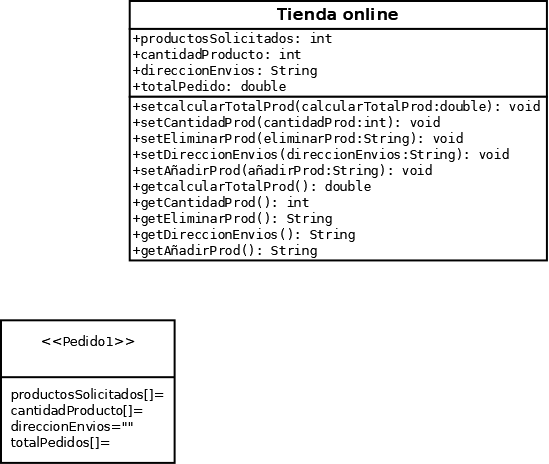 Tienda online
+productosSolicitados: int
+cantidadProducto: int
+direccionEnvios: String
+totalPedido: double
+setcalcularTotalProd(calcularTotalProd:double): void
+setCantidadProd(cantidadProd:int): void
+setEliminarProd(eliminarProd:String): void
+setDireccionEnvios(direccionEnvios:String): void
+setAñadirProd(añadirProd:String): void
+getcalcularTotalProd(): double
+getCantidadProd(): int
+getEliminarProd(): String
+getDireccionEnvios(): String
+getAñadirProd(): String
<<Pedido1>>
productosSolicitados[]=
cantidadProducto[]=
direccionEnvios=""
totalPedidos[]=